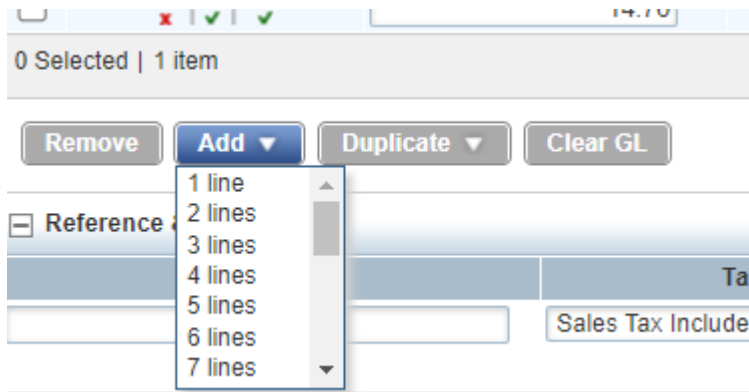 14.70
0 Selected | 1 item
Remove Add Duplicate Clear GL
1 line
2 lines
3 lines
4 lines
5 lines
6 lines
7 lines
Reference
Sales Tax Include